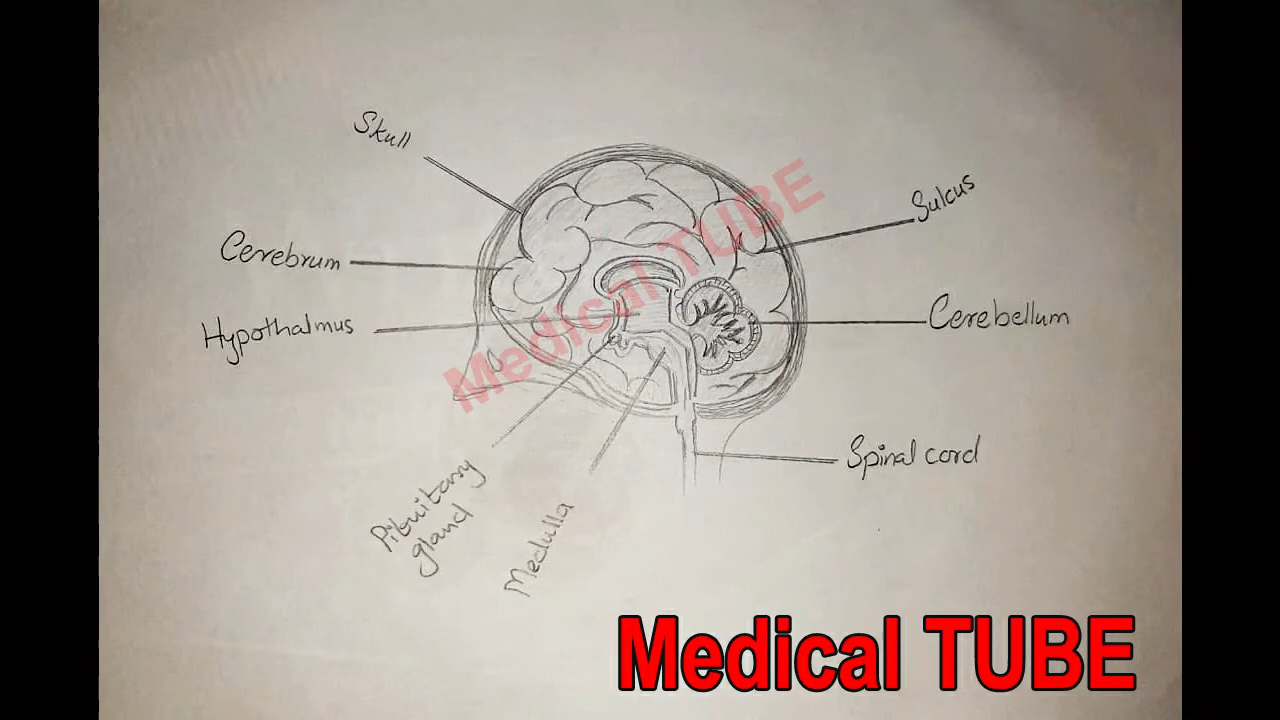 Skull
Sulcus
Cerebrum
Hypothalmus
Cerebellum
Spinal cord
Pituitary
gland
Medulla
Medical TUBE
Medical TUBE